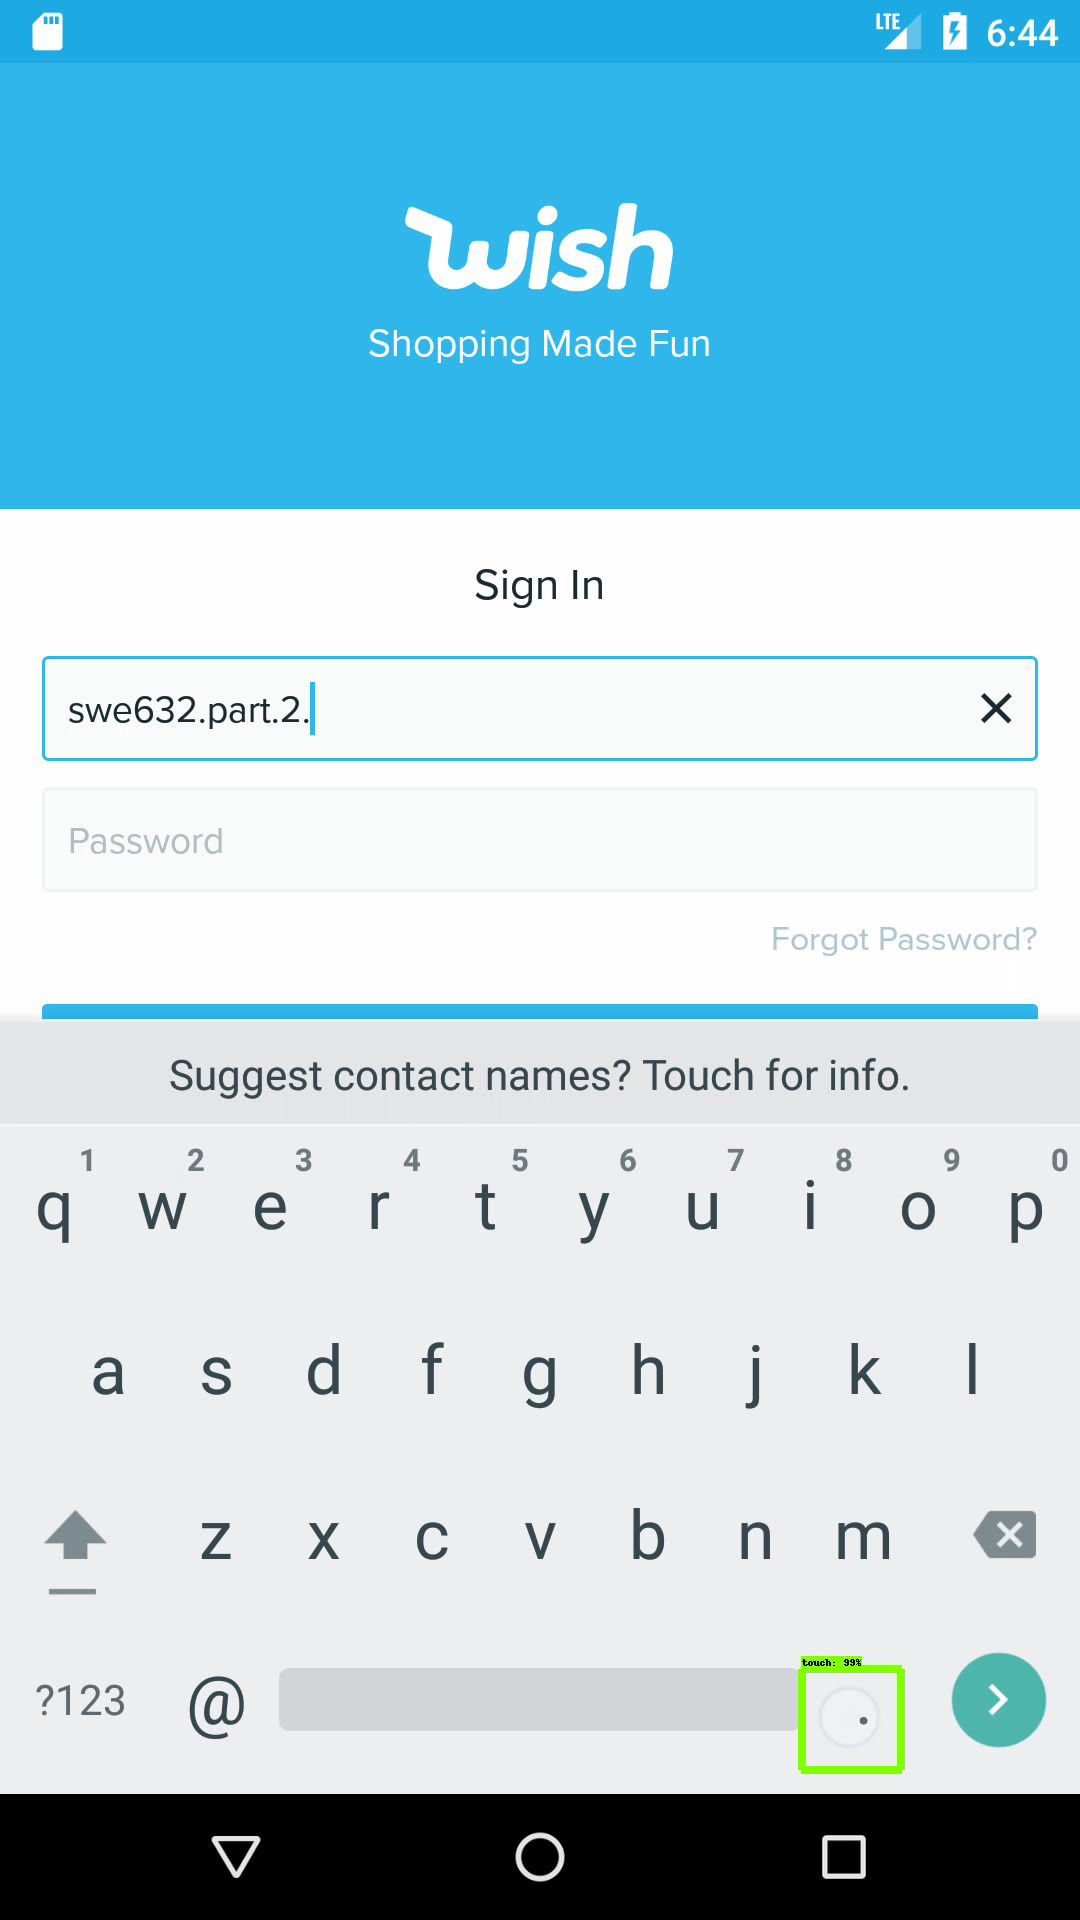 LTE 6:44
wish
Shopping Made Fun
Sign In
swe632.part.2.
Password
Forgot Password?
Suggest contact names? Touch for info.
1 2 3 4 5 6 7 8 9 0
q w e r t y u i o p
a s d f g h j k l
z x c v b n m
touch: 99%
?123 @ .